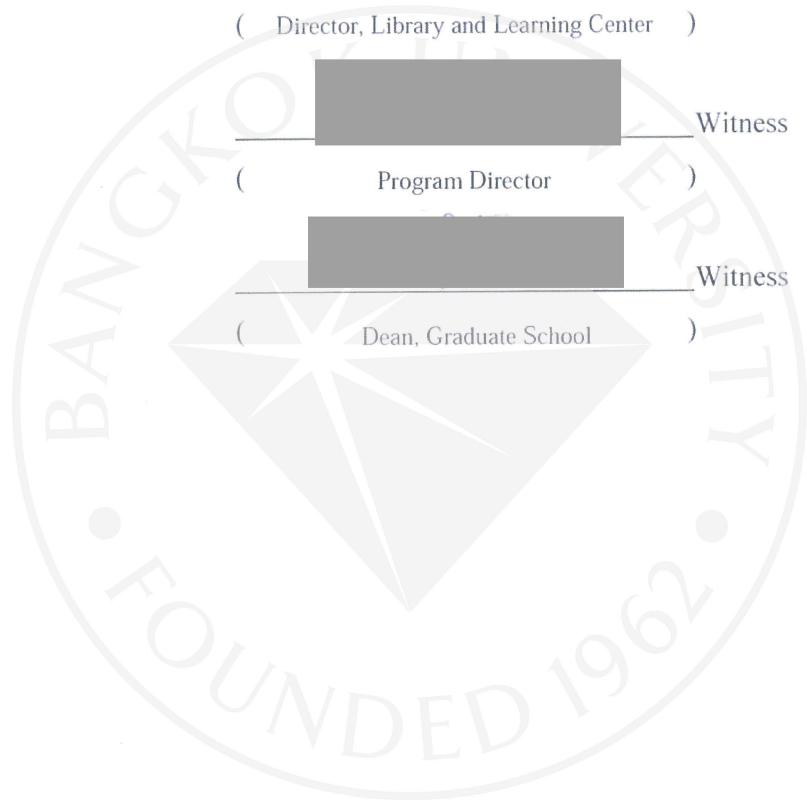 ( Director, Library and Learning Center )
Witness
( Program Director )
Witness
( Dean, Graduate School )
BANGKOK UNIVERSITY
• FOUNDED 1962 •